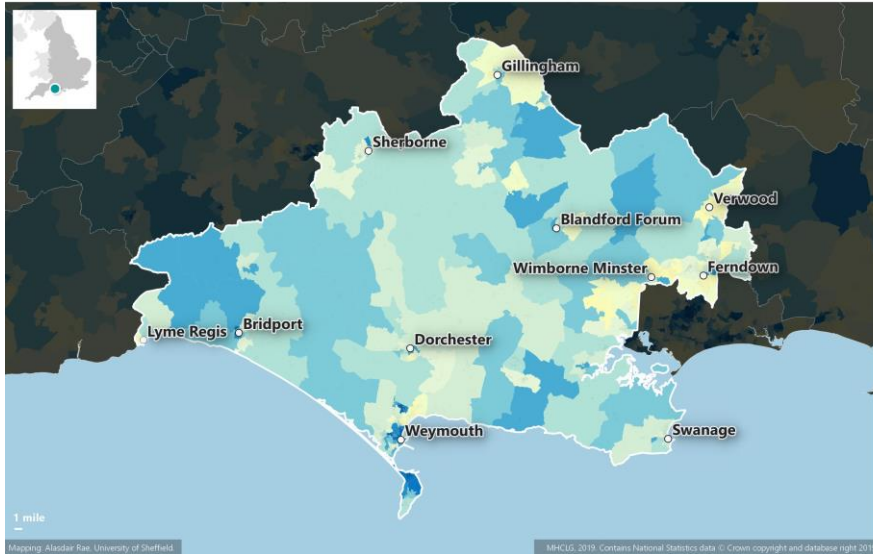 Gillingham
Sherborne
Verwood
Blandford Forum
Wimborne Minster
Ferndown
Lyme Regis
Bridport
Dorchester
Weymouth
Swanage
1 mile
Mapping: Alasdair Rae, University of Sheffield.
MHCLG, 2019. Contains National Statistics data © Crown copyright and database right 201